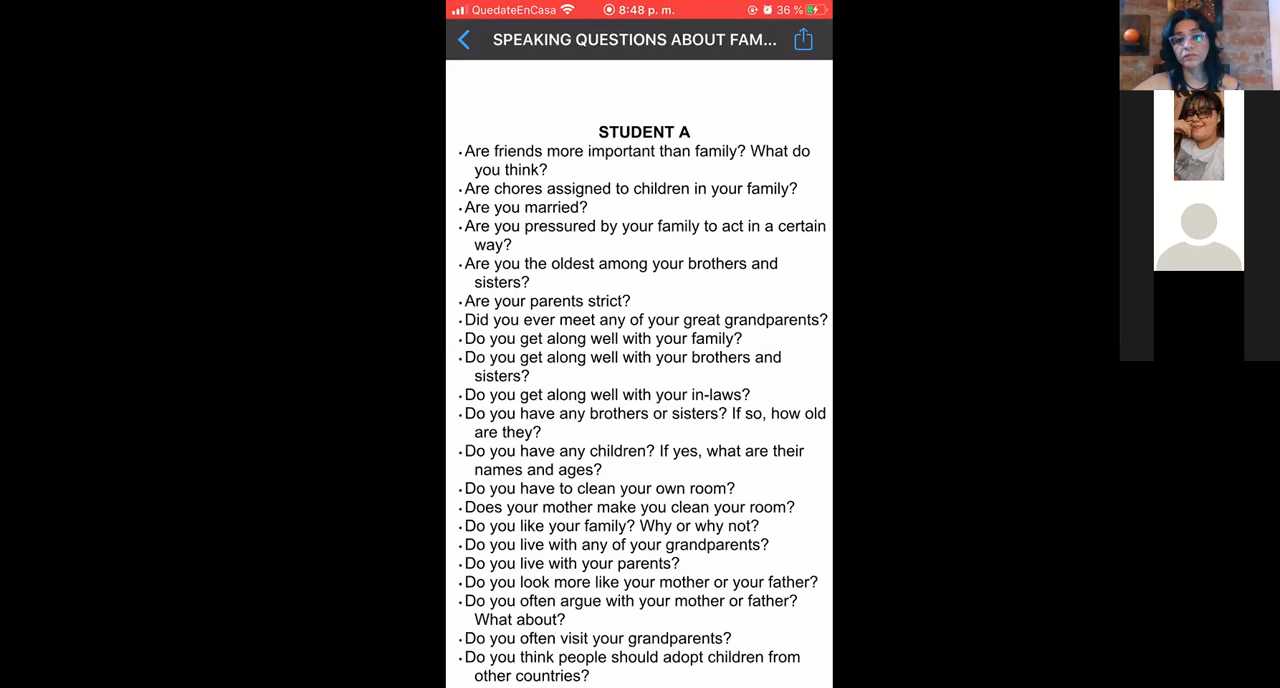 QuedateEnCasa 8:48 p. m. 36 %
SPEAKING QUESTIONS ABOUT FAM...
STUDENT A
• Are friends more important than family? What do
you think?
• Are chores assigned to children in your family?
• Are you married?
• Are you pressured by your family to act in a certain
way?
• Are you the oldest among your brothers and
sisters?
• Are your parents strict?
• Did you ever meet any of your great grandparents?
• Do you get along well with your family?
• Do you get along well with your brothers and
sisters?
• Do you get along well with your in-laws?
• Do you have any brothers or sisters? If so, how old
are they?
• Do you have any children? If yes, what are their
names and ages?
• Do you have to clean your own room?
• Does your mother make you clean your room?
• Do you like your family? Why or why not?
• Do you live with any of your grandparents?
• Do you live with your parents?
• Do you look more like your mother or your father?
• Do you often argue with your mother or father?
What about?
• Do you often visit your grandparents?
• Do you think people should adopt children from
other countries?